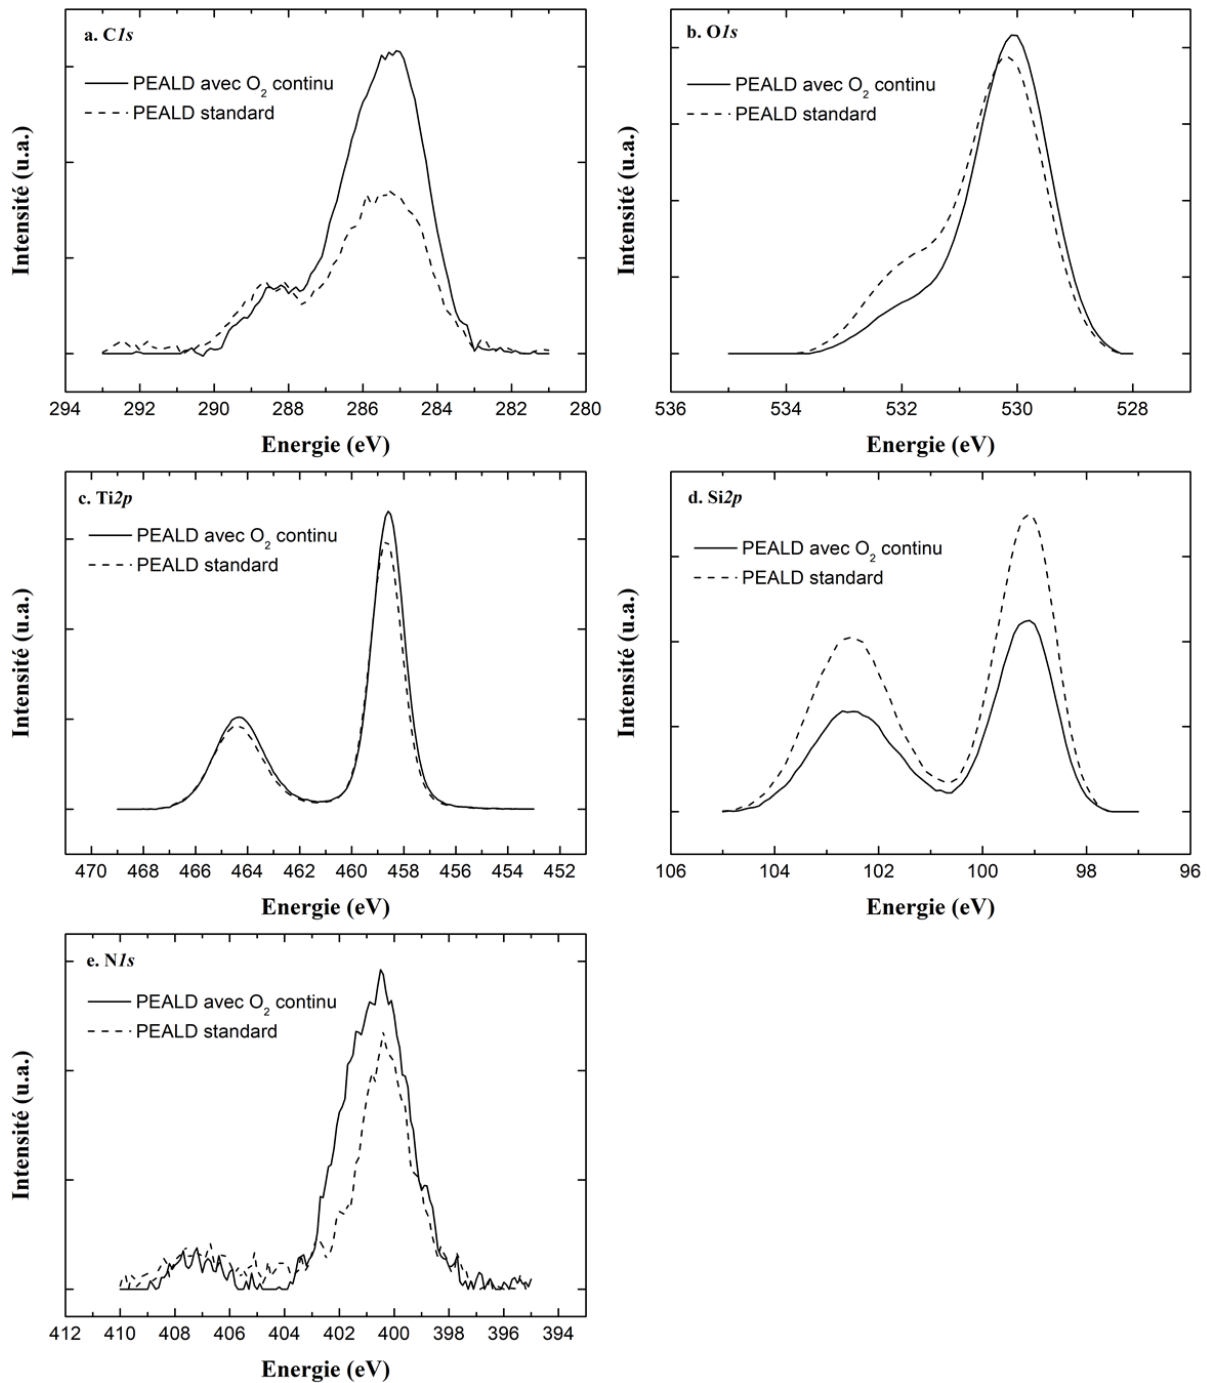 a. C1s
PEALD avec O2 continu
PEALD standard
Intensité (u.a.)
294 292 290 288 286 284 282 280
Energie (eV)
b. O1s
PEALD avec O2 continu
PEALD standard
Intensité (u.a.)
536 534 532 530 528
Energie (eV)
c. Ti2p
PEALD avec O2 continu
PEALD standard
Intensité (u.a.)
470 468 466 464 462 460 458 456 454 452
Energie (eV)
d. Si2p
PEALD avec O2 continu
PEALD standard
Intensité (u.a.)
106 104 102 100 98 96
Energie (eV)
e. N1s
PEALD avec O2 continu
PEALD standard
Intensité (u.a.)
412 410 408 406 404 402 400 398 396 394
Energie (eV)